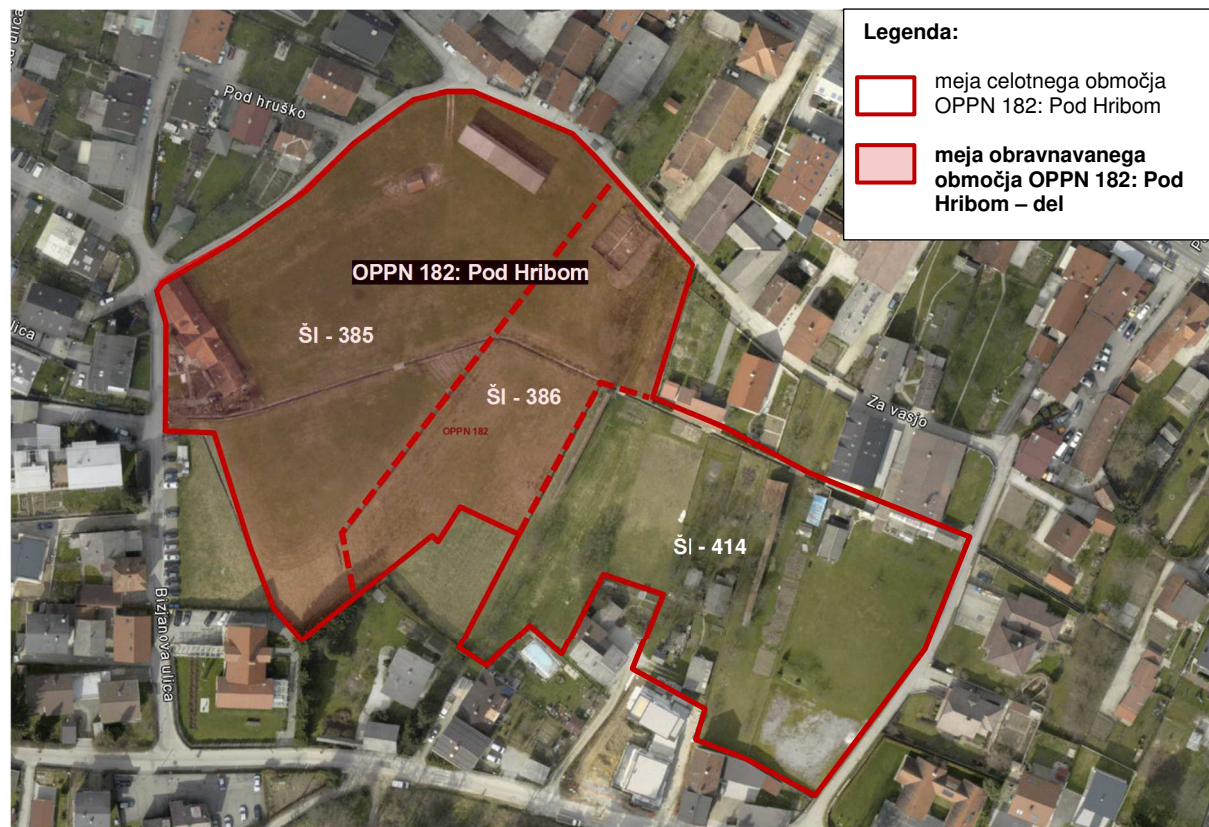 Legenda:
meja celotnega območja
OPPN 182: Pod Hribom
meja obravnavanega
območja OPPN 182: Pod
Hribom – del
Pod hruško
OPPN 182: Pod Hribom
ŠI - 385
ŠI - 386
OPPN 182
Za vasjo
ŠI - 414
Bizjanova ulica